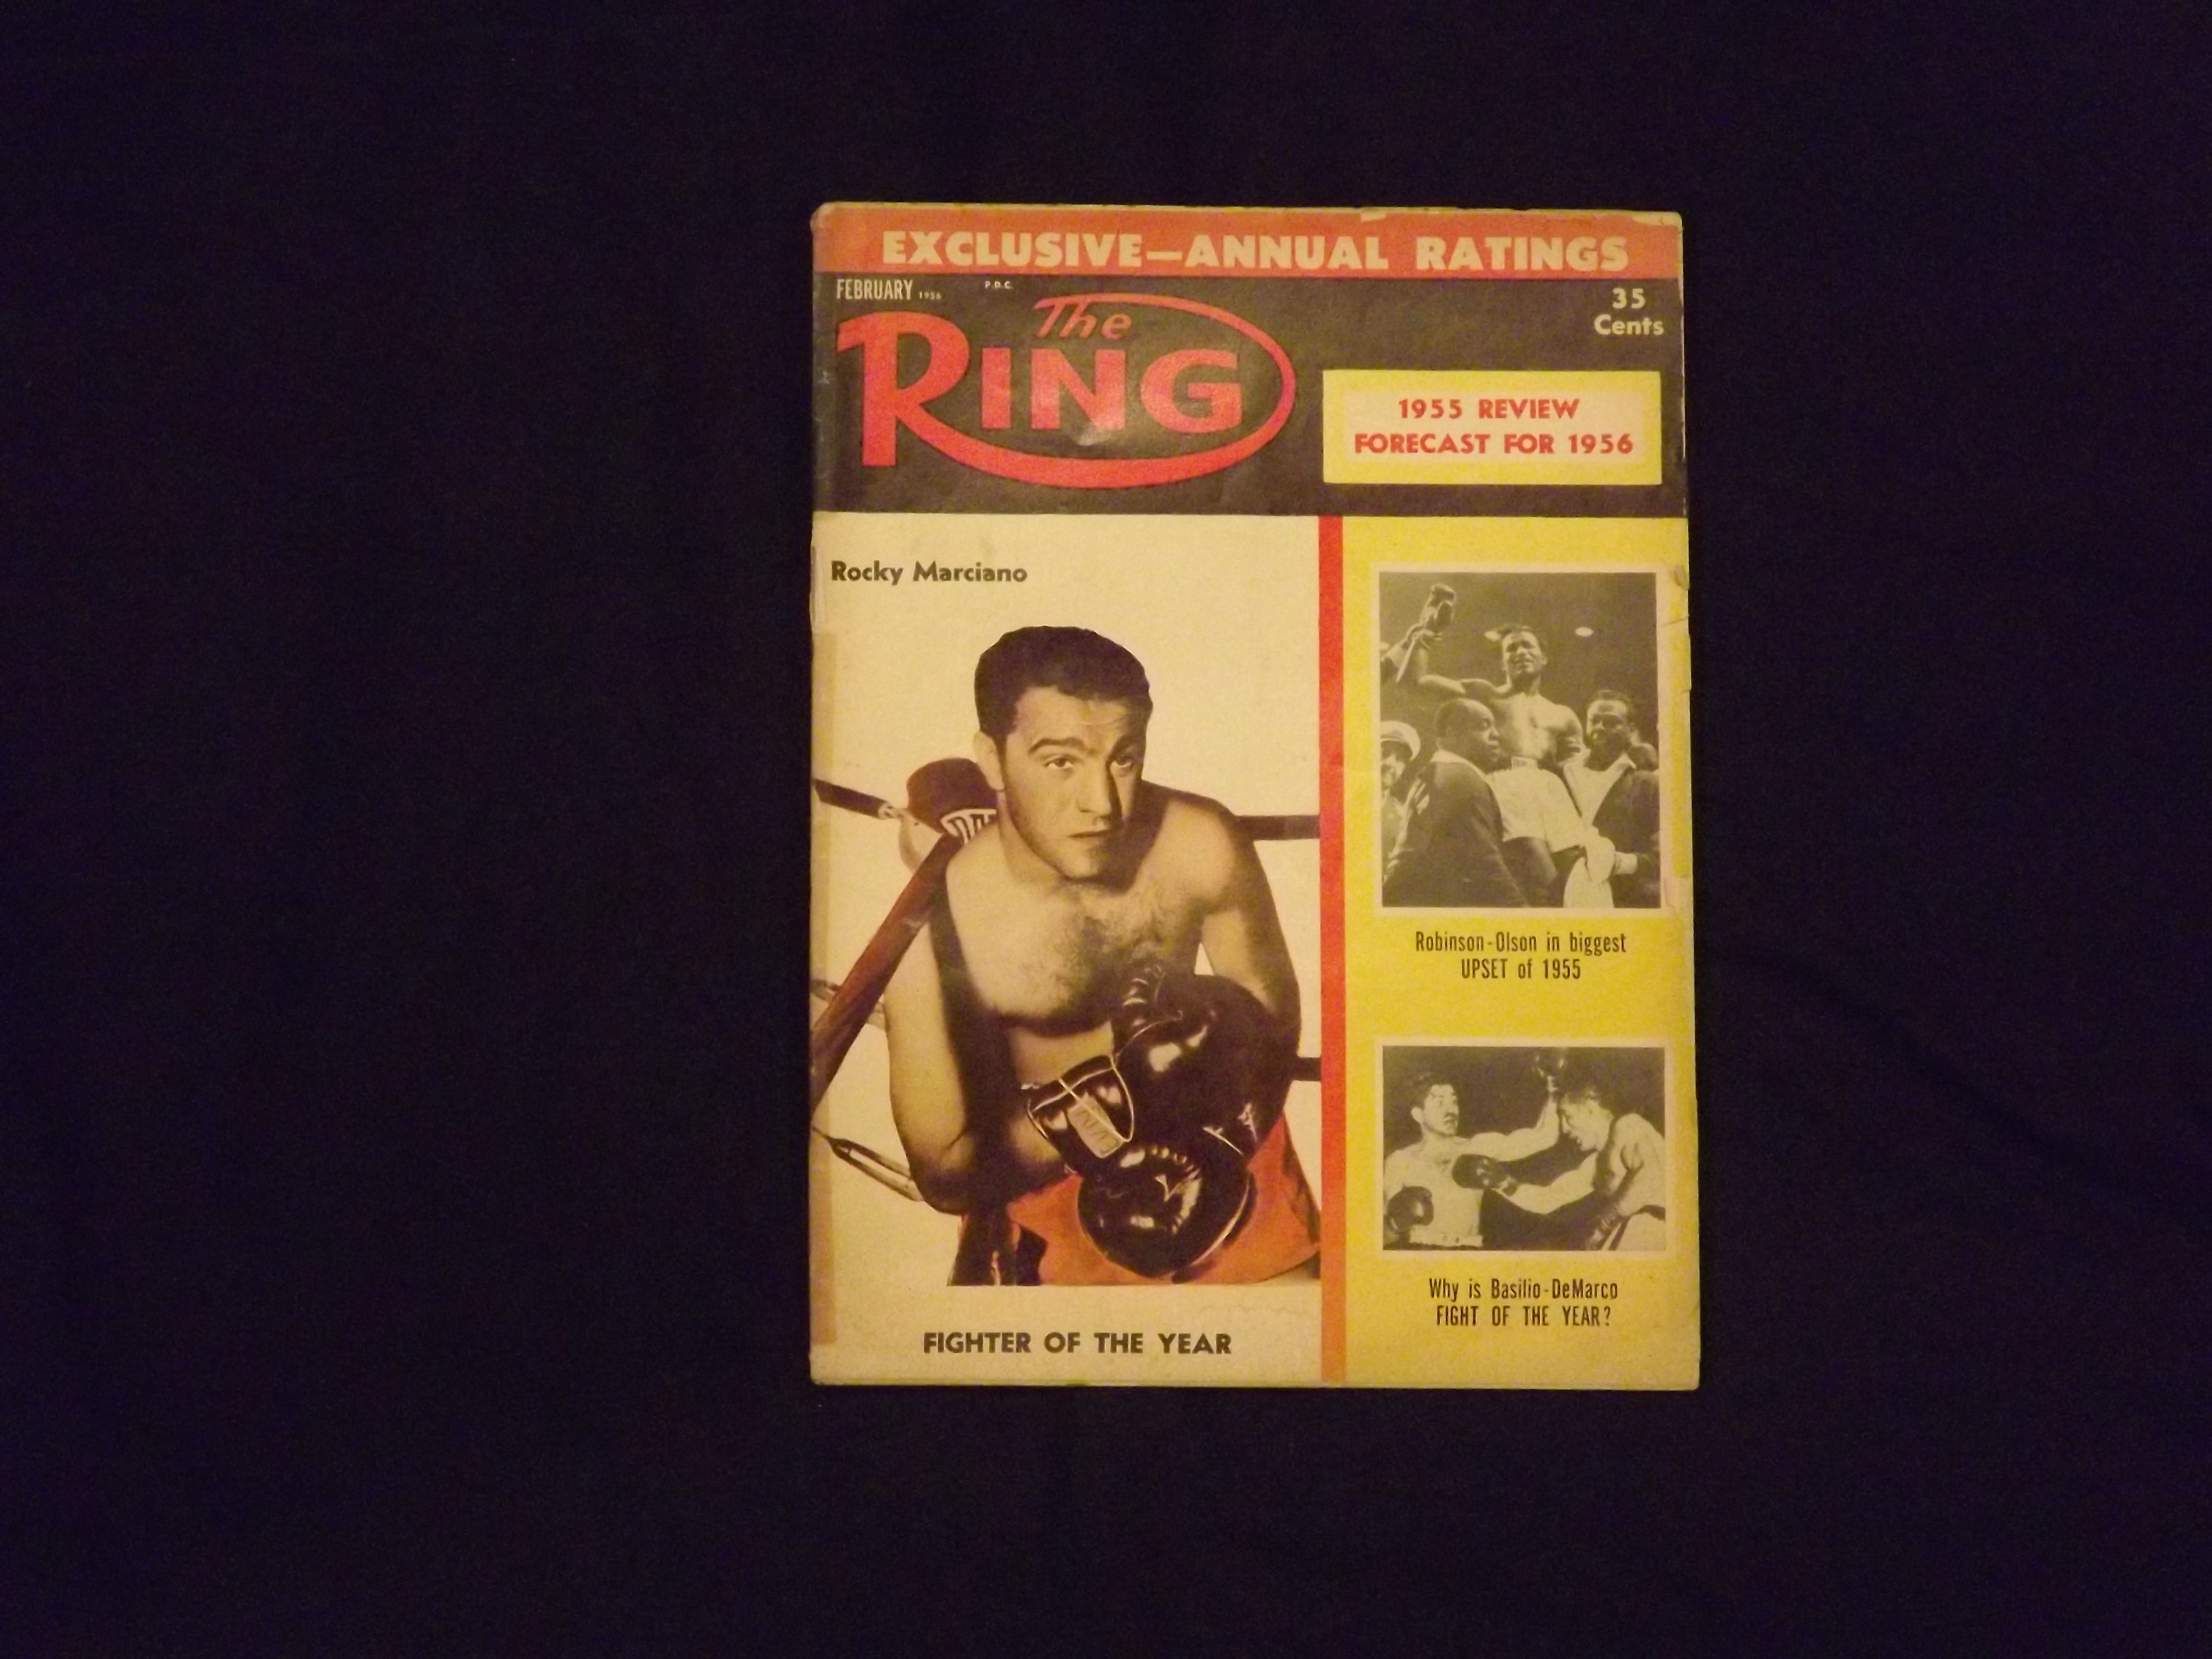 EXCLUSIVE—ANNUAL RATINGS
FEBRUARY 1956
P.D.C.
35
Cents
The
RING
1955 REVIEW
FORECAST FOR 1956
Rocky Marciano
Robinson-Olson in biggest
UPSET of 1955
Why is Basilio-DeMarco
FIGHT OF THE YEAR?
FIGHTER OF THE YEAR